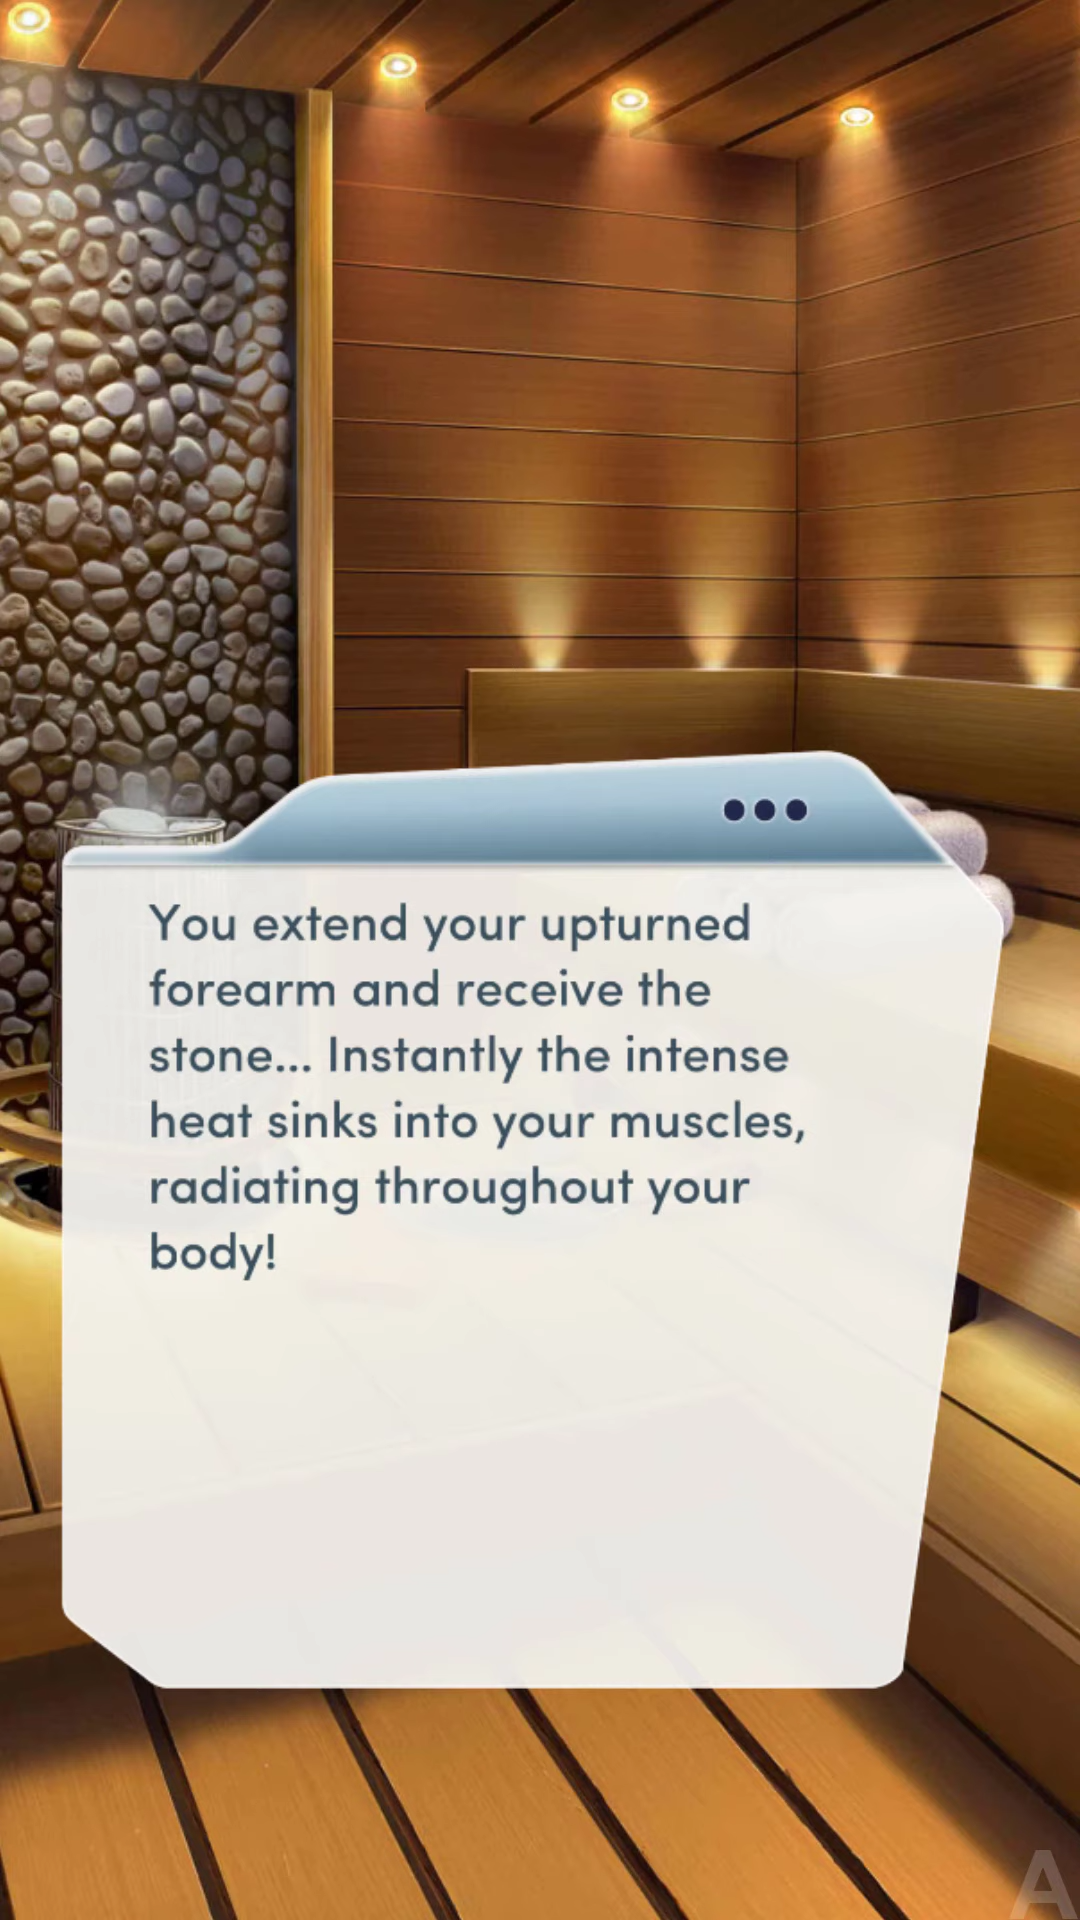 You extend your upturned
forearm and receive the
stone... Instantly the intense
heat sinks into your muscles,
radiating throughout your
body!
A